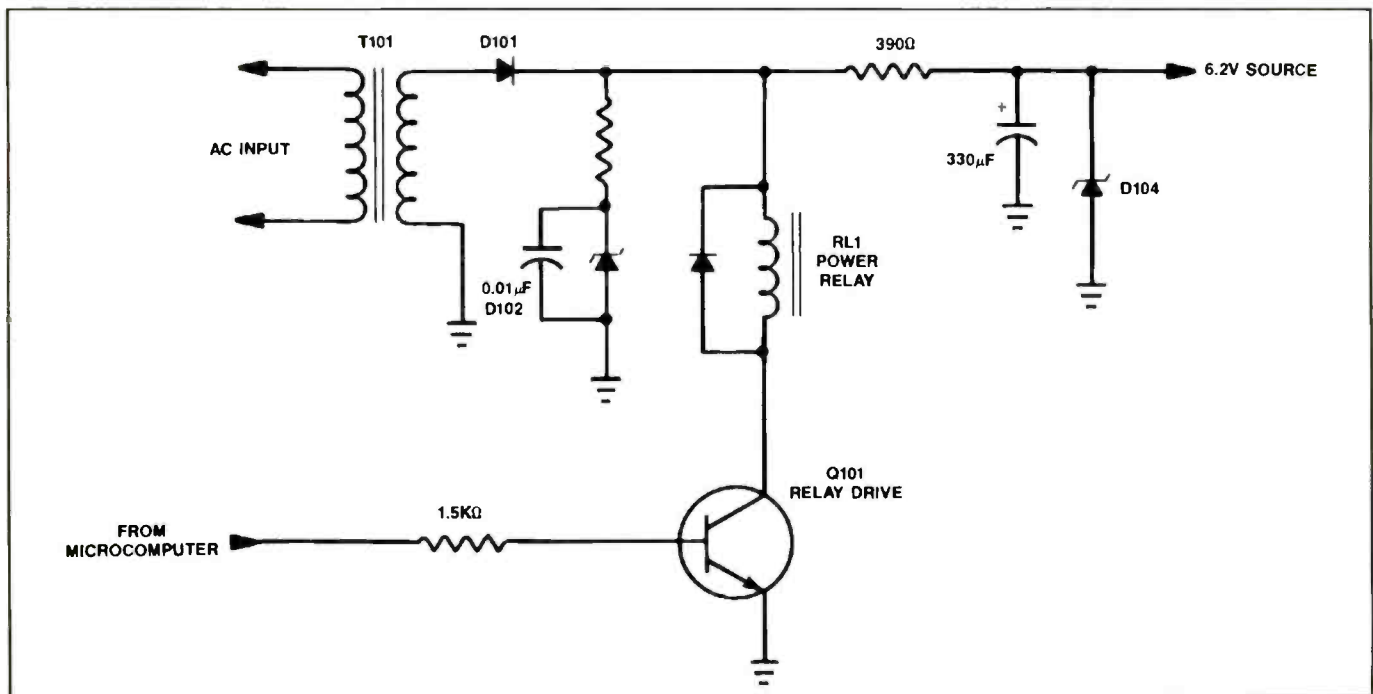 T101
D101
390Ω
6.2V SOURCE
AC INPUT
+
330µF
D104
0.01µF
D102
RL1
POWER
RELAY
Q101
RELAY DRIVE
1.5KΩ
FROM
MICROCOMPUTER